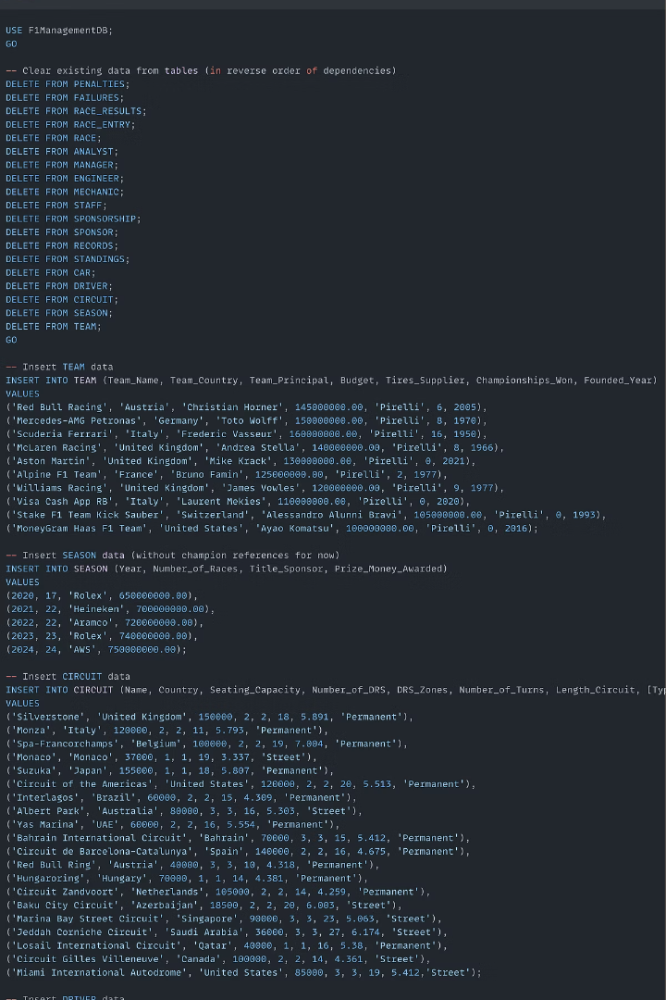 USE F1ManagementDB;
GO
-- Clear existing data from tables (in reverse order of dependencies)
DELETE FROM PENALTIES;
DELETE FROM FAILURES;
DELETE FROM RACE_RESULTS;
DELETE FROM RACE_ENTRY;
DELETE FROM RACE;
DELETE FROM ANALYST;
DELETE FROM MANAGER;
DELETE FROM ENGINEER;
DELETE FROM MECHANIC;
DELETE FROM STAFF;
DELETE FROM SPONSORSHIP;
DELETE FROM SPONSOR;
DELETE FROM RECORDS;
DELETE FROM STANDINGS;
DELETE FROM CAR;
DELETE FROM DRIVER;
DELETE FROM CIRCUIT;
DELETE FROM SEASON;
DELETE FROM TEAM;
GO
-- Insert TEAM data
INSERT INTO TEAM (Team_Name, Team_Country, Team_Principal, Budget, Tires_Supplier, Championships_Won, Founded_Year)
VALUES
('Red Bull Racing', 'Austria', 'Christian Horner', 145000000.00, 'Pirelli', 6, 2005),
('Mercedes-AMG Petronas', 'Germany', 'Toto Wolff', 150000000.00, 'Pirelli', 8, 1970),
('Scuderia Ferrari', 'Italy', 'Frederic Vasseur', 160000000.00, 'Pirelli', 16, 1950),
('McLaren Racing', 'United Kingdom', 'Andrea Stella', 140000000.00, 'Pirelli', 8, 1966),
('Aston Martin', 'United Kingdom', 'Mike Krack', 130000000.00, 'Pirelli', 0, 2021),
('Alpine F1 Team', 'France', 'Bruno Famin', 125000000.00, 'Pirelli', 2, 1977),
('Williams Racing', 'United Kingdom', 'James Vowles', 120000000.00, 'Pirelli', 9, 1977),
('Visa Cash App RB', 'Italy', 'Laurent Mekies', 110000000.00, 'Pirelli', 0, 2020),
('Stake F1 Team Kick Sauber', 'Switzerland', 'Alessandro Alunni Bravi', 105000000.00, 'Pirelli', 0, 1993),
('MoneyGram Haas F1 Team', 'United States', 'Ayao Komatsu', 100000000.00, 'Pirelli', 0, 2016);
-- Insert SEASON data (without champion references for now)
INSERT INTO SEASON (Year, Number_of_Races, Title_Sponsor, Prize_Money_Awarded)
VALUES
(2020, 17, 'Rolex', 650000000.00),
(2021, 22, 'Heineken', 700000000.00),
(2022, 22, 'Aramco', 720000000.00),
(2023, 23, 'Rolex', 740000000.00),
(2024, 24, 'AWS', 750000000.00);
-- Insert CIRCUIT data
INSERT INTO CIRCUIT (Name, Country, Seating_Capacity, Number_of_DRS, DRS_Zones, Number_of_Turns, Length_Circuit, [Typ
VALUES
('Silverstone', 'United Kingdom', 150000, 2, 2, 18, 5.891, 'Permanent'),
('Monza', 'Italy', 120000, 2, 2, 11, 5.793, 'Permanent'),
('Spa-Francorchamps', 'Belgium', 100000, 2, 2, 19, 7.004, 'Permanent'),
('Monaco', 'Monaco', 37000, 1, 1, 19, 3.337, 'Street'),
('Suzuka', 'Japan', 155000, 1, 1, 18, 5.807, 'Permanent'),
('Circuit of the Americas', 'United States', 120000, 2, 2, 20, 5.513, 'Permanent'),
('Interlagos', 'Brazil', 60000, 2, 2, 15, 4.309, 'Permanent'),
('Albert Park', 'Australia', 80000, 3, 3, 16, 5.303, 'Street'),
('Yas Marina', 'UAE', 60000, 2, 2, 16, 5.554, 'Permanent'),
('Bahrain International Circuit', 'Bahrain', 70000, 3, 3, 15, 5.412, 'Permanent'),
('Circuit de Barcelona-Catalunya', 'Spain', 140000, 2, 2, 16, 4.675, 'Permanent'),
('Red Bull Ring', 'Austria', 40000, 3, 3, 10, 4.318, 'Permanent'),
('Hungaroring', 'Hungary', 70000, 1, 1, 14, 4.381, 'Permanent'),
('Circuit Zandvoort', 'Netherlands', 105000, 2, 2, 14, 4.259, 'Permanent'),
('Baku City Circuit', 'Azerbaijan', 18500, 2, 2, 20, 6.003, 'Street'),
('Marina Bay Street Circuit', 'Singapore', 90000, 3, 3, 23, 5.063, 'Street'),
('Jeddah Corniche Circuit', 'Saudi Arabia', 36000, 3, 3, 27, 6.174, 'Street'),
('Losail International Circuit', 'Qatar', 40000, 1, 1, 16, 5.38, 'Permanent'),
('Circuit Gilles Villeneuve', 'Canada', 100000, 2, 2, 14, 4.361, 'Street'),
('Miami International Autodrome', 'United States', 85000, 3, 3, 19, 5.412,'Street');
-- Insert DRIVER data